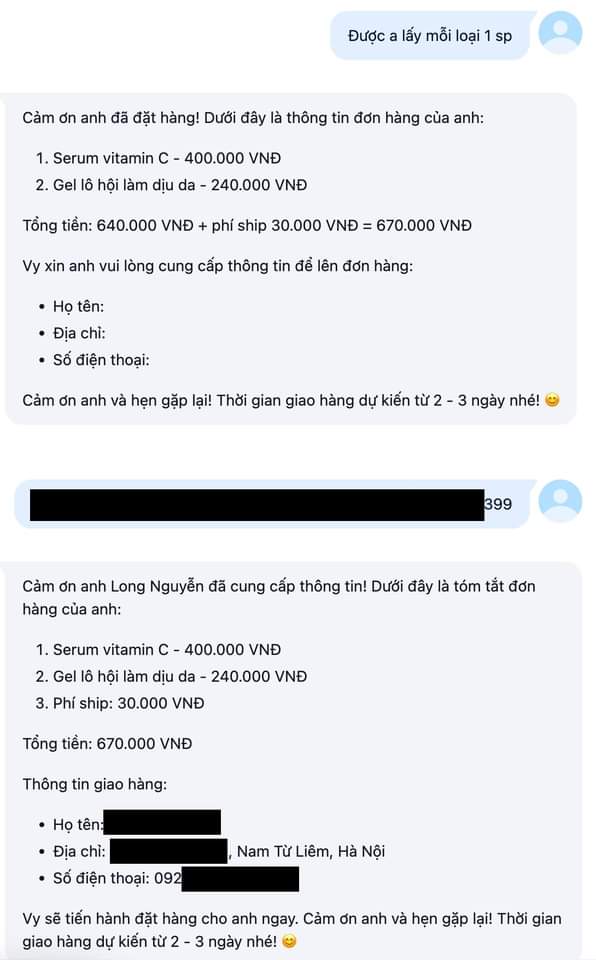 Được a lấy mỗi loại 1 sp
Cảm ơn anh đã đặt hàng! Dưới đây là thông tin đơn hàng của anh:
1. Serum vitamin C - 400.000 VNĐ
2. Gel lô hội làm dịu da - 240.000 VNĐ
Tổng tiền: 640.000 VNĐ + phí ship 30.000 VNĐ = 670.000 VNĐ
Vy xin anh vui lòng cung cấp thông tin để lên đơn hàng:
• Họ tên:
• Địa chỉ:
• Số điện thoại:
Cảm ơn anh và hẹn gặp lại! Thời gian giao hàng dự kiến từ 2 - 3 ngày nhé! 😊
399
Cảm ơn anh Long Nguyễn đã cung cấp thông tin! Dưới đây là tóm tắt đơn
hàng của anh:
1. Serum vitamin C - 400.000 VNĐ
2. Gel lô hội làm dịu da - 240.000 VNĐ
3. Phí ship: 30.000 VNĐ
Tổng tiền: 670.000 VNĐ
Thông tin giao hàng:
• Họ tên:
• Địa chỉ: , Nam Từ Liêm, Hà Nội
• Số điện thoại: 092
Vy sẽ tiến hành đặt hàng cho anh ngay. Cảm ơn anh và hẹn gặp lại! Thời gian
giao hàng dự kiến từ 2 - 3 ngày nhé! 😊